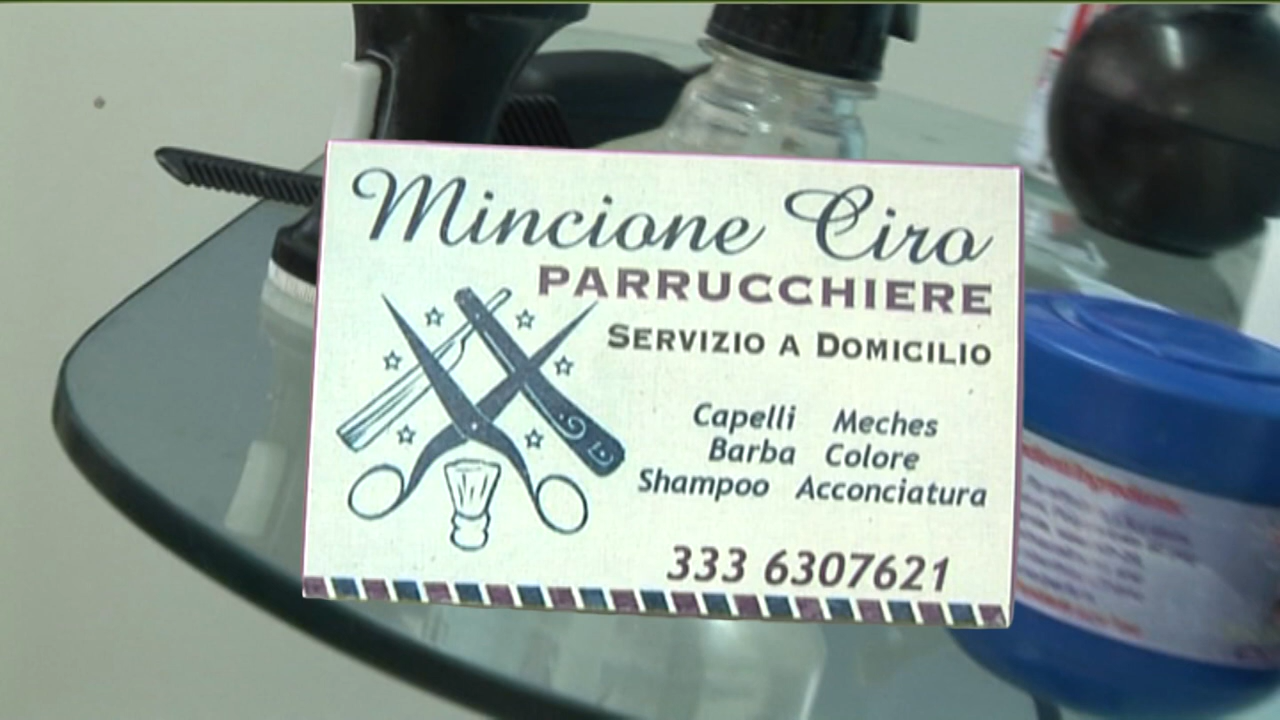 Mincione Ciro
PARRUCCHIERE
SERVIZIO A DOMICILIO
Capelli Meches
Barba Colore
Shampoo Acconciatura
333 6307621